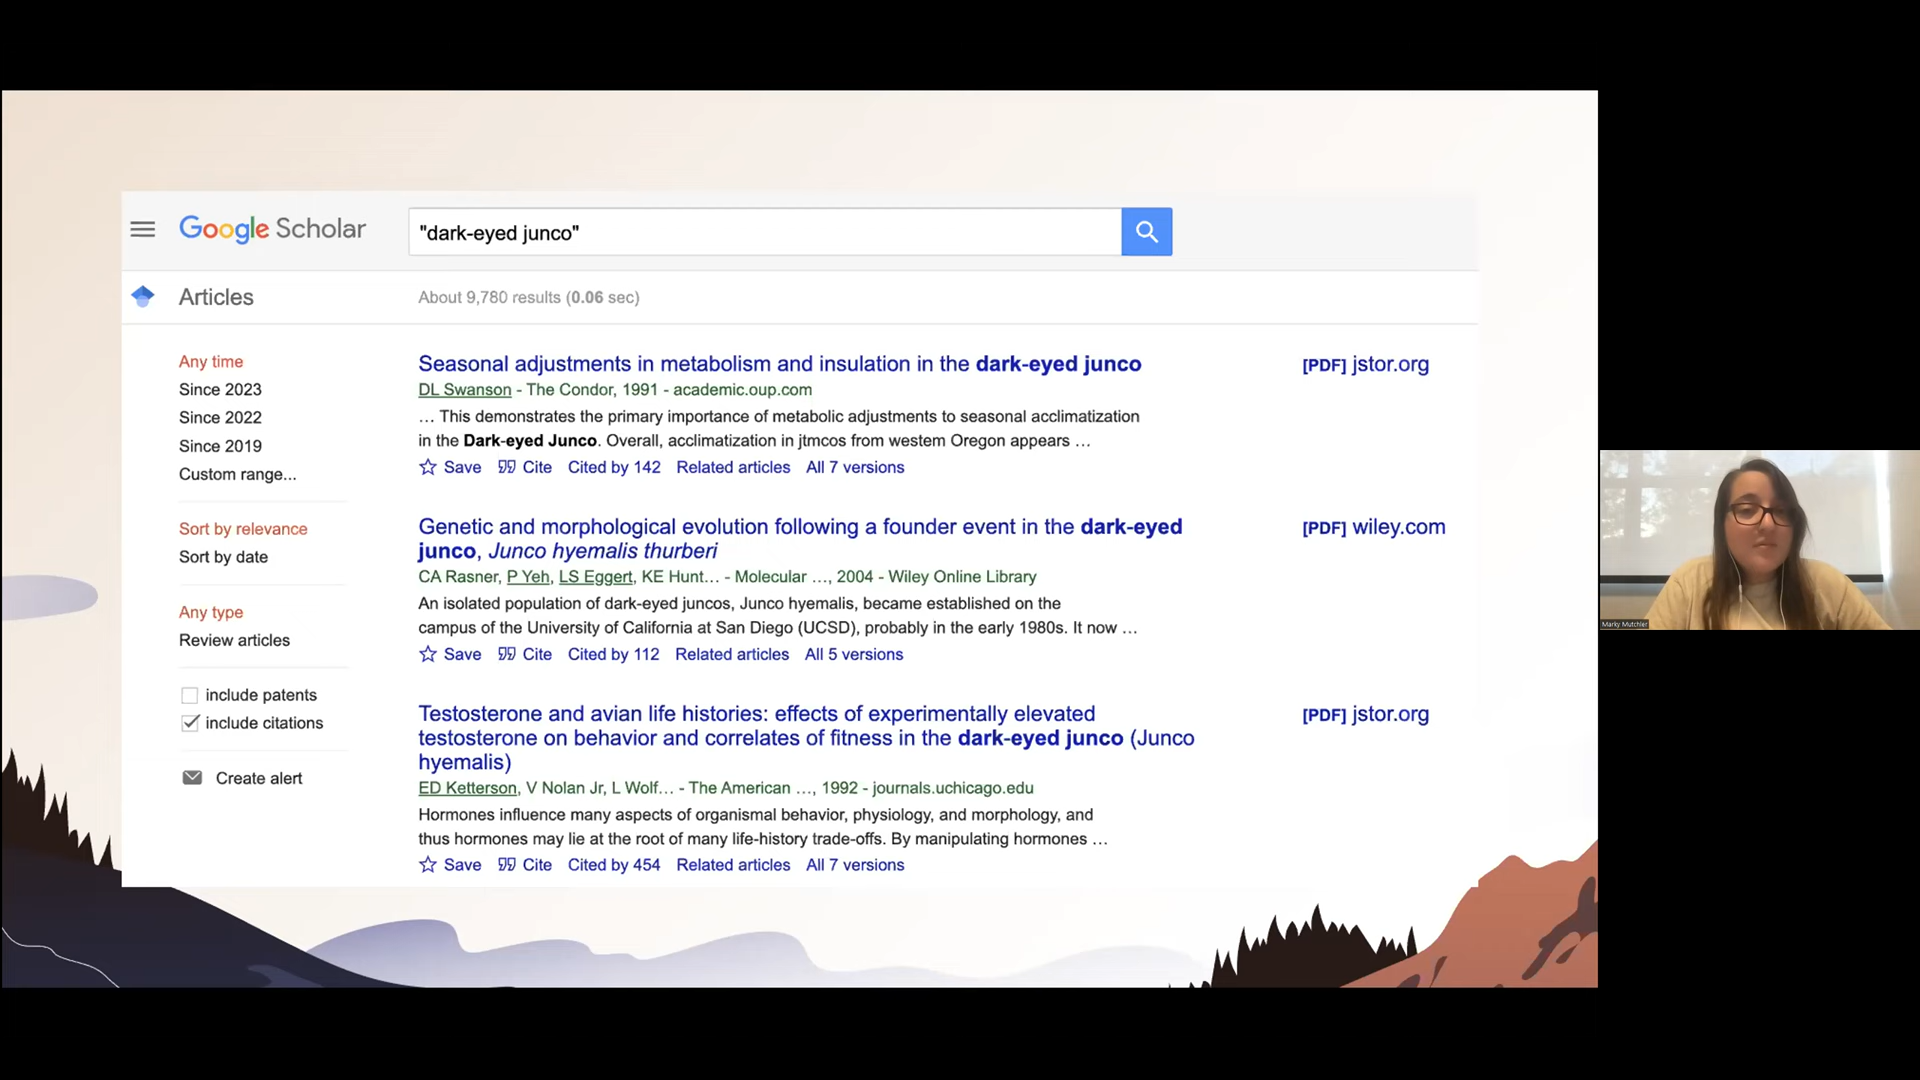 Google Scholar
"dark-eyed junco"
Articles
About 9,780 results (0.06 sec)
Any time
Since 2023
Since 2022
Since 2019
Custom range...
Sort by relevance
Sort by date
Any type
Review articles
include patents
include citations
Create alert
Seasonal adjustments in metabolism and insulation in the dark-eyed junco
[PDF] jstor.org
DL Swanson - The Condor, 1991 - academic.oup.com
… This demonstrates the primary importance of metabolic adjustments to seasonal acclimatization
in the Dark-eyed Junco. Overall, acclimatization in jtmcos from westem Oregon appears …
Save Cite Cited by 142 Related articles All 7 versions
Genetic and morphological evolution following a founder event in the dark-eyed
junco, Junco hyemalis thurberi
[PDF] wiley.com
CA Rasner, P Yeh, LS Eggert, KE Hunt… - Molecular …, 2004 - Wiley Online Library
An isolated population of dark-eyed juncos, Junco hyemalis, became established on the
campus of the University of California at San Diego (UCSD), probably in the early 1980s. It now …
Save Cite Cited by 112 Related articles All 5 versions
Testosterone and avian life histories: effects of experimentally elevated
testosterone on behavior and correlates of fitness in the dark-eyed junco (Junco
hyemalis)
[PDF] jstor.org
ED Ketterson, V Nolan Jr, L Wolf… - The American …, 1992 - journals.uchicago.edu
Hormones influence many aspects of organismal behavior, physiology, and morphology, and
thus hormones may lie at the root of many life-history trade-offs. By manipulating hormones …
Save Cite Cited by 454 Related articles All 7 versions
Marky Mutchler